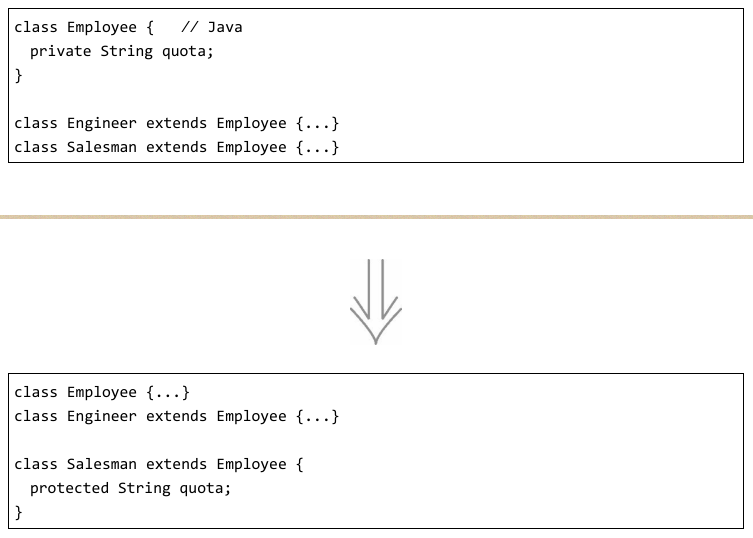 class Employee {   // Java
  private String quota;
}
class Engineer extends Employee {...}
class Salesman extends Employee {...}
class Employee {...}
class Engineer extends Employee {...}
class Salesman extends Employee {
  protected String quota;
}